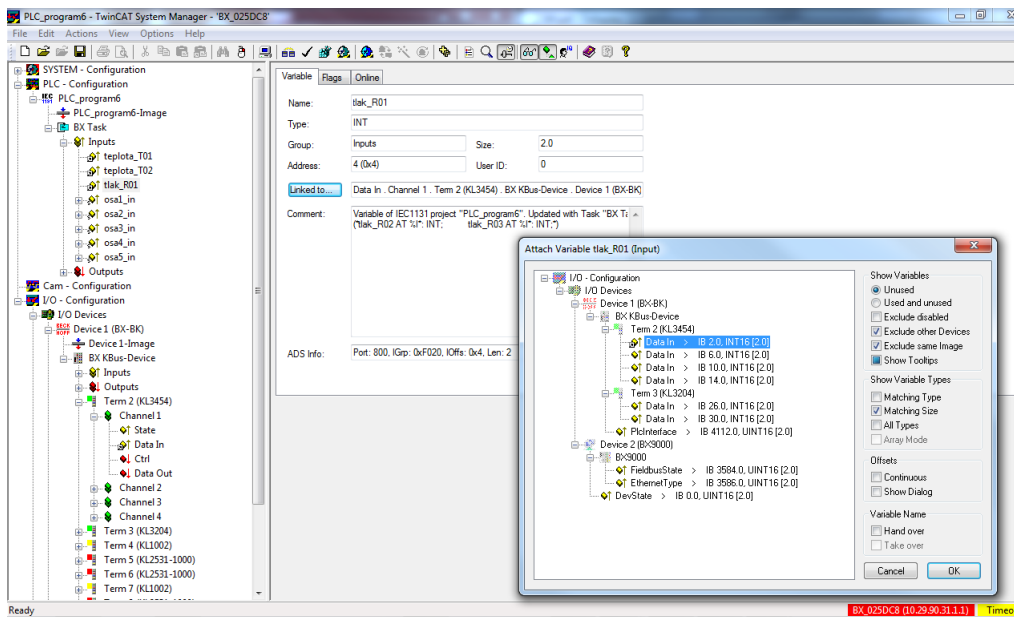 PLC_program6 - TwinCAT System Manager - 'BX_025DC8'
File Edit Actions View Options Help
SYSTEM - Configuration
PLC - Configuration
PLC_program6
PLC_program6-Image
BX Task
Inputs
teplota_T01
teplota_T02
tlak_R01
osa1_in
osa2_in
osa3_in
osa4_in
osa5_in
Outputs
Cam - Configuration
I/O - Configuration
I/O Devices
Device 1 (BX-BK)
Device 1-Image
BX KBus-Device
Inputs
Outputs
Term 2 (KL3454)
Channel 1
State
Data In
Ctrl
Data Out
Channel 2
Channel 3
Channel 4
Term 3 (KL3204)
Term 4 (KL1002)
Term 5 (KL2531-1000)
Term 6 (KL2531-1000)
Term 7 (KL1002)
Variable Flags Online
Name: tlak_R01
Type: INT
Group: Inputs Size: 2.0
Address: 4 (0x4) User ID: 0
Linked to... Data In . Channel 1 . Term 2 (KL3454) . BX KBus-Device . Device 1 (BX-BK)
Comment: Variable of IEC1131 project "PLC_program6". Updated with Task "BX Ta
(*tlak_R02 AT %I*: INT; tlak_R03 AT %I*: INT;*)
ADS Info: Port: 800, IGrp: 0xF020, IOffs: 0x4, Len: 2
Attach Variable tlak_R01 (Input)
I/O - Configuration
I/O Devices
Device 1 (BX-BK)
BX KBus-Device
Term 2 (KL3454)
Data In > IB 2.0, INT16 [2.0]
Data In > IB 6.0, INT16 [2.0]
Data In > IB 10.0, INT16 [2.0]
Data In > IB 14.0, INT16 [2.0]
Term 3 (KL3204)
Data In > IB 26.0, INT16 [2.0]
Data In > IB 30.0, INT16 [2.0]
PlcInterface > IB 4112.0, UINT16 [2.0]
Device 2 (BX9000)
BX9000
FieldbusState > IB 3584.0, UINT16 [2.0]
EthernetType > IB 3586.0, UINT16 [2.0]
DevState > IB 0.0, UINT16 [2.0]
Show Variables
Unused
Used and unused
Exclude disabled
Exclude other Devices
Exclude same Image
Show Tooltips
Show Variable Types
Matching Type
Matching Size
All Types
Array Mode
Offsets
Continuous
Show Dialog
Variable Name
Hand over
Take over
Cancel OK
Ready BX_025DC8 (10.29.90.31.1.1) Timeo